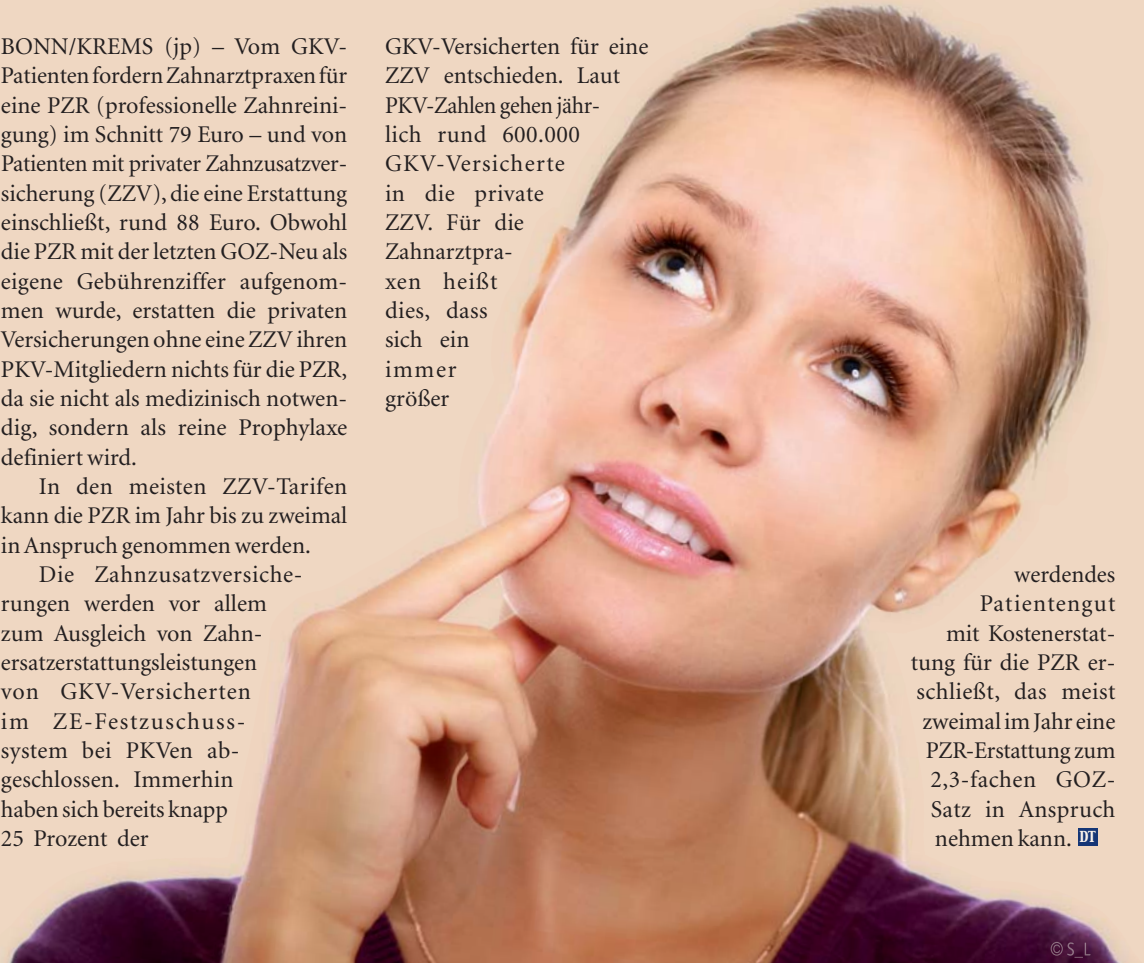 BONN/KREMS (jp) – Vom GKV-
Patienten fordern Zahnarztpraxen für
eine PZR (professionelle Zahnreini-
gung) im Schnitt 79 Euro – und von
Patienten mit privater Zahnzusatzver-
sicherung (ZZV), die eine Erstattung
einschließt, rund 88 Euro. Obwohl
die PZR mit der letzten GOZ-Neu als
eigene Gebührenziffer aufgenom-
men wurde, erstatten die privaten
Versicherungen ohne eine ZZV ihren
PKV-Mitgliedern nichts für die PZR,
da sie nicht als medizinisch notwen-
dig, sondern als reine Prophylaxe
definiert wird.
In den meisten ZZV-Tarifen
kann die PZR im Jahr bis zu zweimal
in Anspruch genommen werden.
Die Zahnzusatzversiche-
rungen werden vor allem
zum Ausgleich von Zahn-
ersatzerstattungsleistungen
von GKV-Versicherten
im ZE-Festzuschuss-
system bei PKVen ab-
geschlossen. Immerhin
haben sich bereits knapp
25 Prozent der
GKV-Versicherten für eine
ZZV entschieden. Laut
PKV-Zahlen gehen jähr-
lich rund 600.000
GKV-Versicherte
in die private
ZZV. Für die
Zahnarztpra-
xen heißt
dies, dass
sich ein
immer
größer
werdendes
Patientengut
mit Kostenerstat-
tung für die PZR er-
schließt, das meist
zweimal im Jahr eine
PZR-Erstattung zum
2,3-fachen GOZ-
Satz in Anspruch
nehmen kann. DT
© S_L